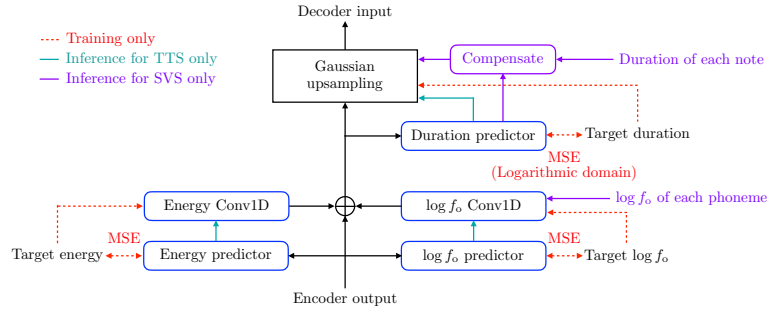 Decoder input
Training only
Inference for TTS only
Inference for SVS only
Gaussian
upsampling
Compensate
Duration of each note
Duration predictor
Target duration
MSE
(Logarithmic domain)
Energy Conv1D
log fₒ Conv1D
log fₒ of each phoneme
Target energy
MSE
Energy predictor
log fₒ predictor
MSE
Target log fₒ
Encoder output